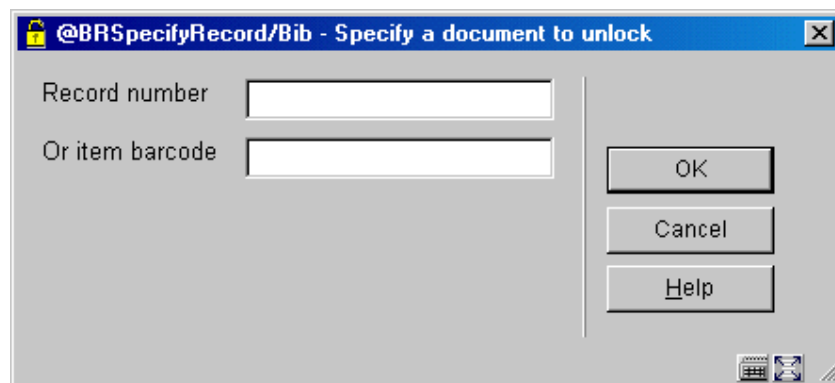 @BRSpecifyRecord/Bib - Specify a document to unlock
Record number
Or item barcode
OK
Cancel
Help